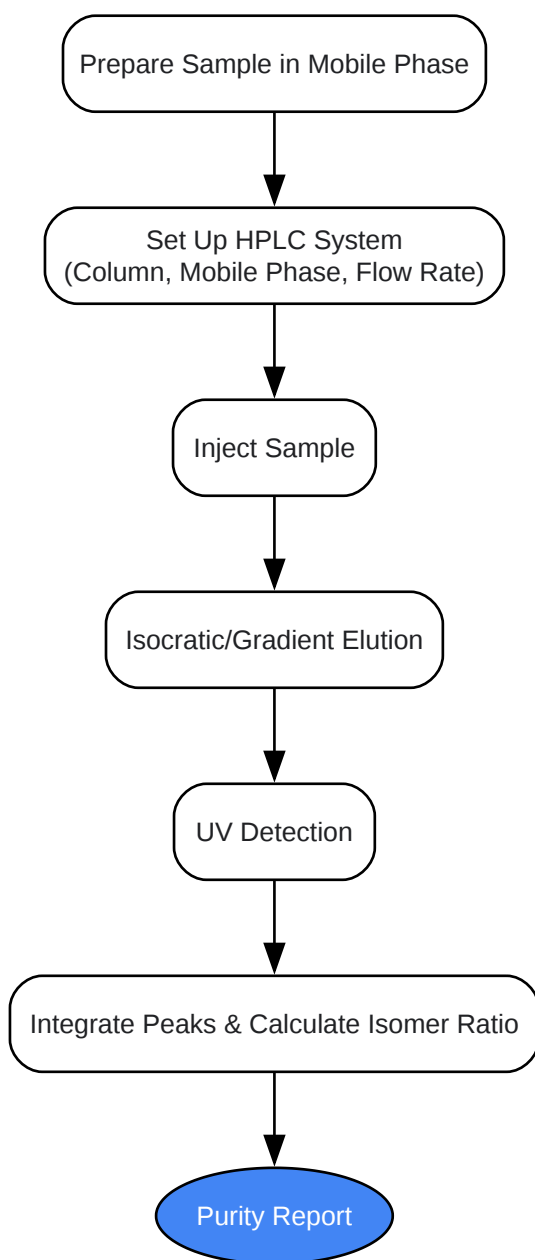 Prepare Sample in Mobile Phase
Set Up HPLC System
(Column, Mobile Phase, Flow Rate)
Inject Sample
Isocratic/Gradient Elution
UV Detection
Integrate Peaks & Calculate Isomer Ratio
Purity Report